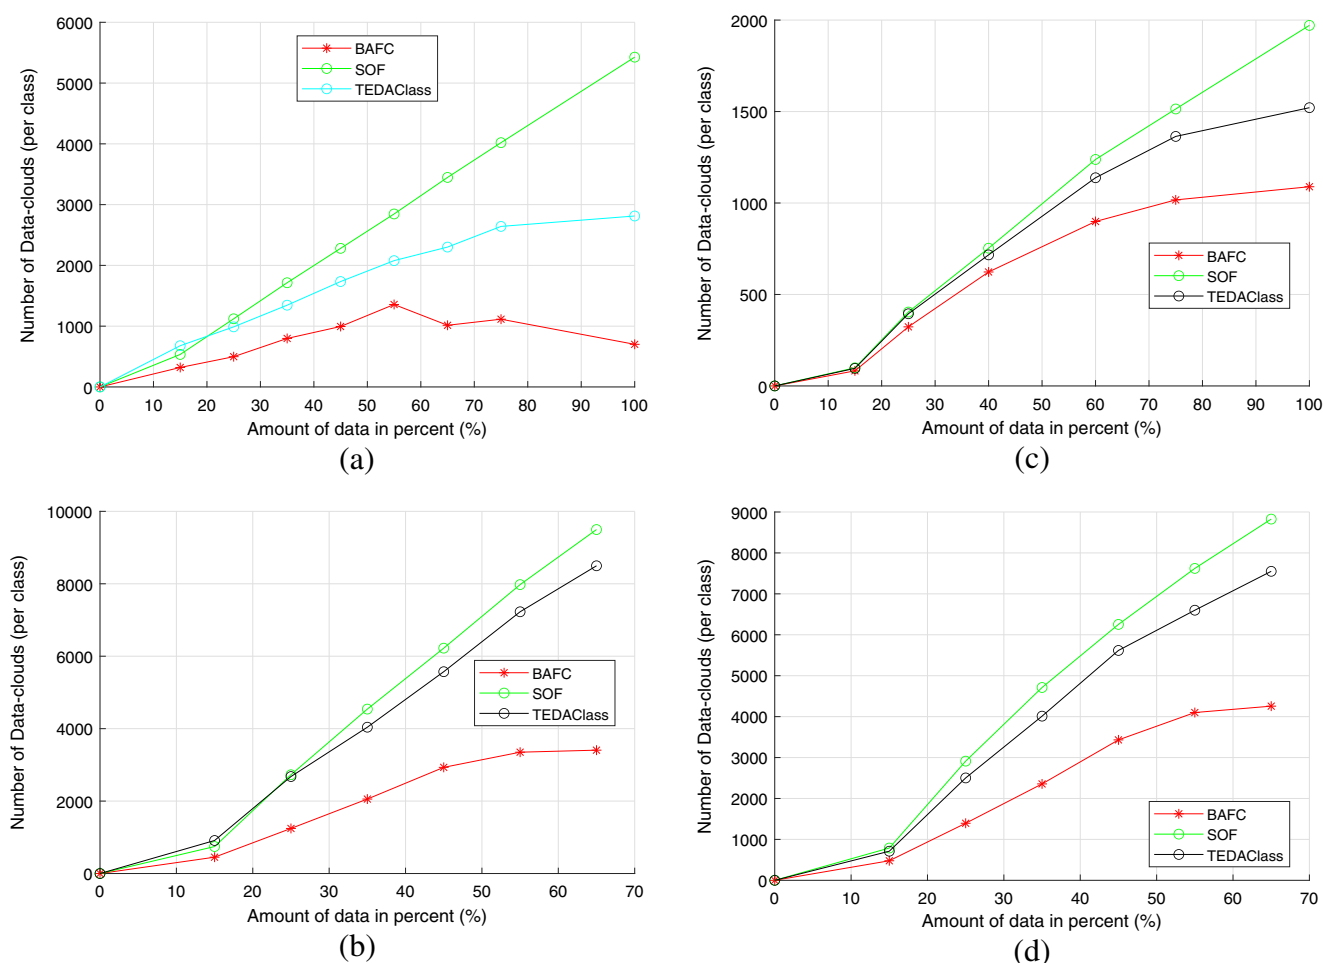 6000
5000
4000
3000
2000
1000
0
Number of Data-clouds (per class)
BAFC
SOF
TEDAClass
0 10 20 30 40 50 60 70 80 90 100
Amount of data in percent (%)
(a)
2000
1500
1000
500
0
Number of Data-clouds (per class)
BAFC
SOF
TEDAClass
0 10 20 30 40 50 60 70 80 90 100
Amount of data in percent (%)
(c)
10000
8000
6000
4000
2000
0
Number of Data-clouds (per class)
BAFC
SOF
TEDAClass
0 10 20 30 40 50 60 70
Amount of data in percent (%)
(b)
9000
8000
7000
6000
5000
4000
3000
2000
1000
0
Number of Data-clouds (per class)
BAFC
SOF
TEDAClass
0 10 20 30 40 50 60 70
Amount of data in percent (%)
(d)